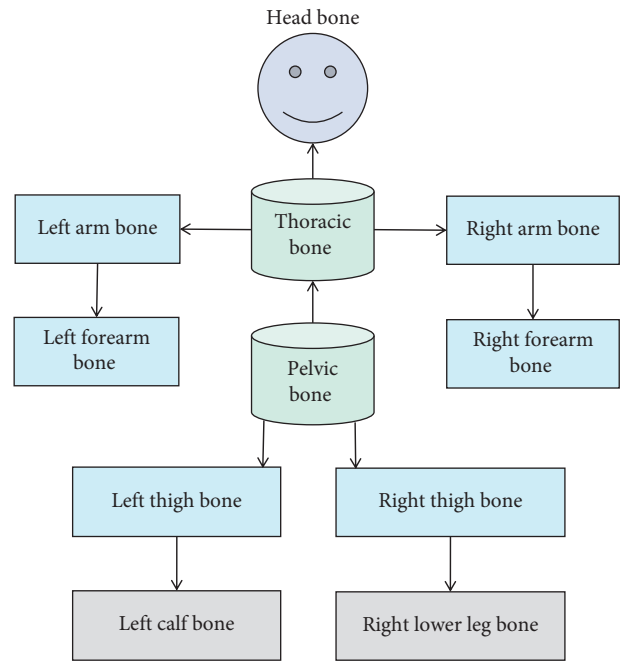 Head bone
Thoracic
bone
Left arm bone
Right arm bone
Left forearm
bone
Right forearm
bone
Pelvic
bone
Left thigh bone
Right thigh bone
Left calf bone
Right lower leg bone